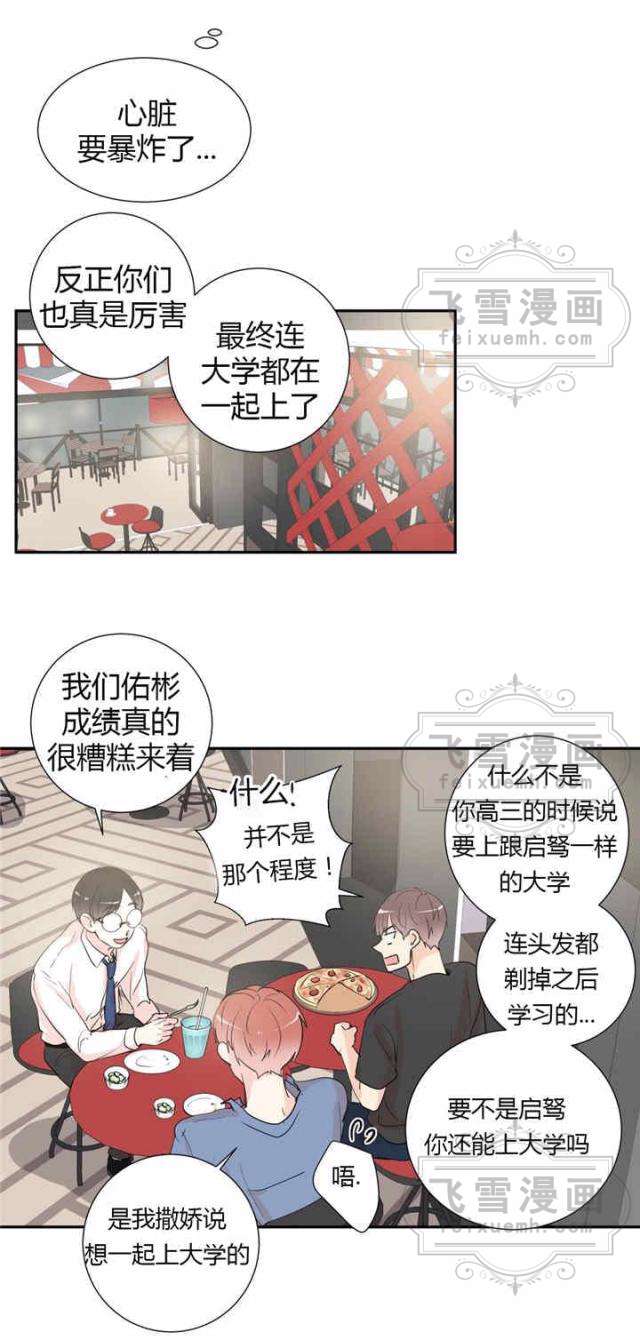 心脏
要暴炸了...
反正你们
也真是厉害
最终连
大学都在
一起上了
飞雪漫画
feixuemh.com
我们佑彬
成绩真的
很糟糕来着
什么!
并不是
那个程度!
飞雪漫画
feixuemh.com
什么不是
你高三的时候说
要上跟启驽一样
的大学
连头发都
剃掉之后
学习的...
要不是启驽
你还能上大学吗
唔.
是我撒娇说
想一起上大学的
飞雪漫画
feixuemh.com